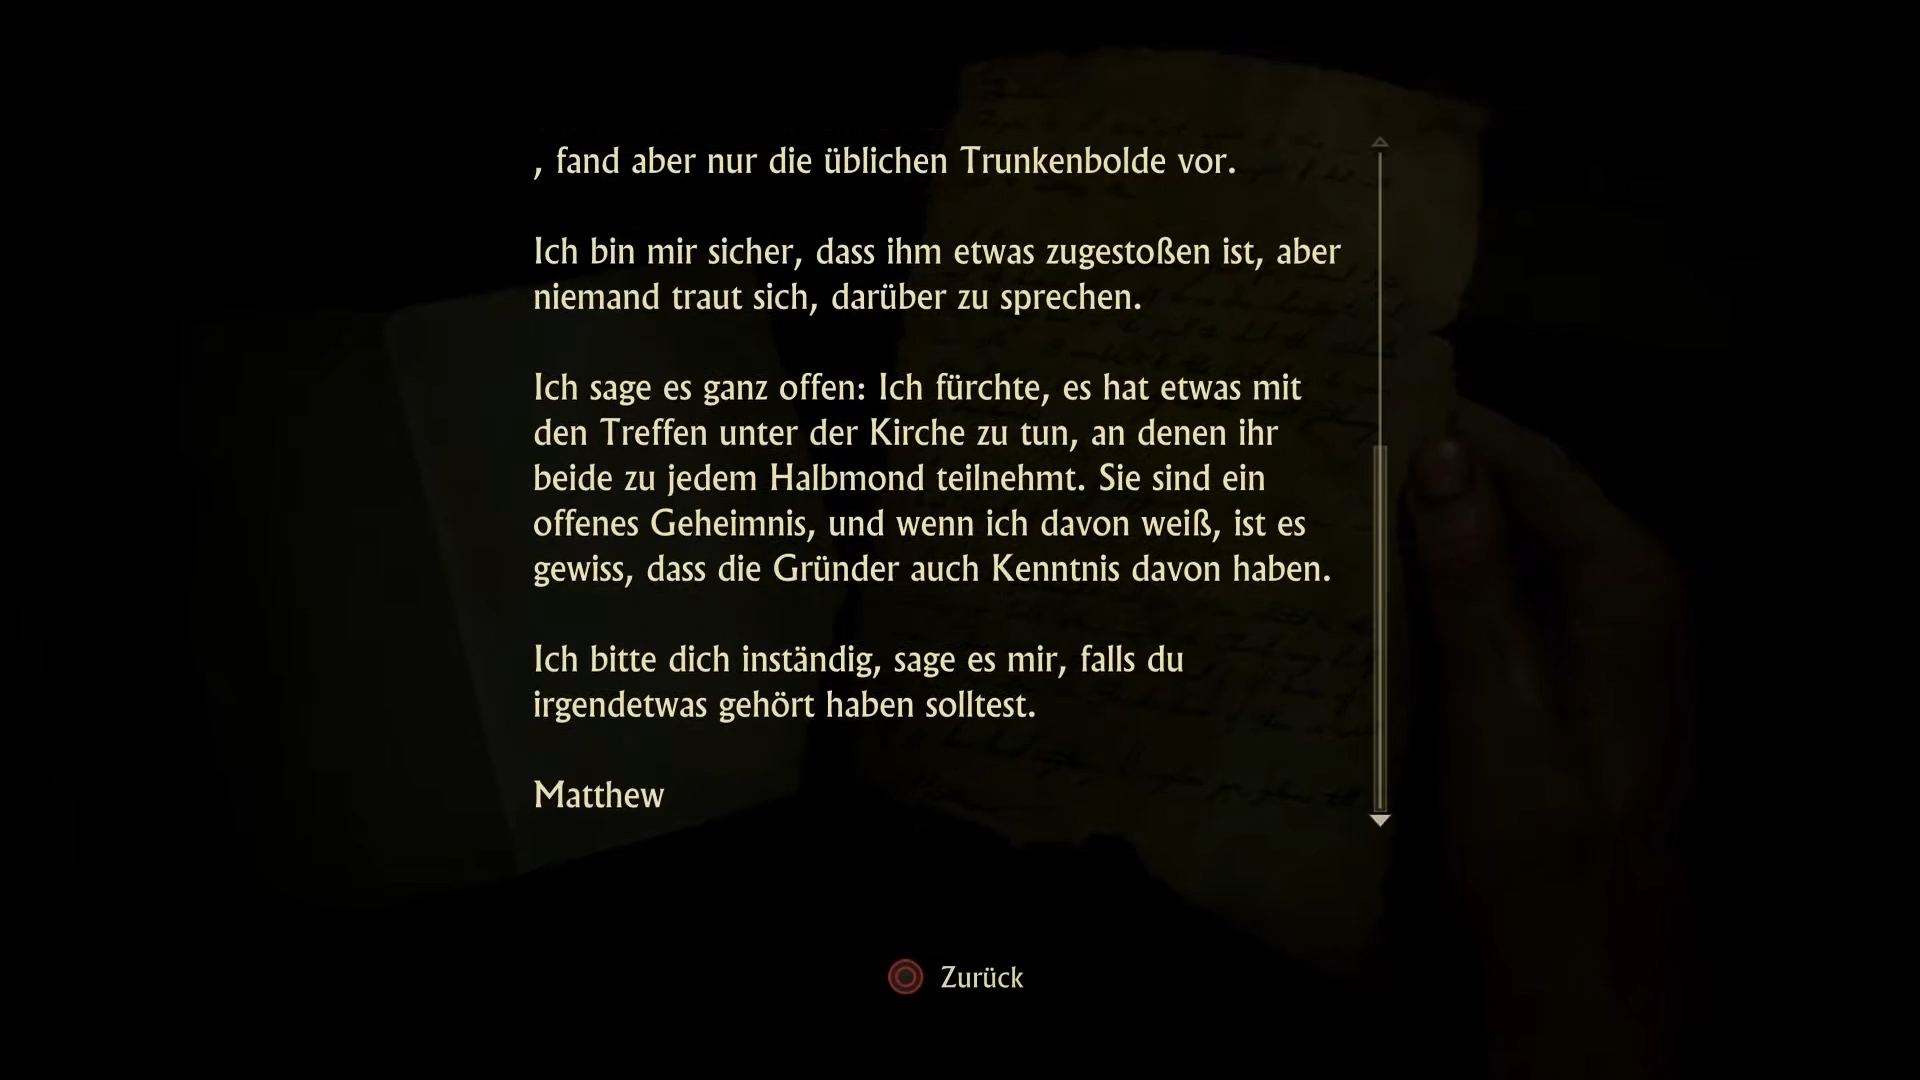 , fand aber nur die üblichen Trunkenbolde vor.
Ich bin mir sicher, dass ihm etwas zugestoßen ist, aber
niemand traut sich, darüber zu sprechen.
Ich sage es ganz offen: Ich fürchte, es hat etwas mit
den Treffen unter der Kirche zu tun, an denen ihr
beide zu jedem Halbmond teilnehmt. Sie sind ein
offenes Geheimnis, und wenn ich davon weiß, ist es
gewiss, dass die Gründer auch Kenntnis davon haben.
Ich bitte dich inständig, sage es mir, falls du
irgendetwas gehört haben solltest.
Matthew
Zurück